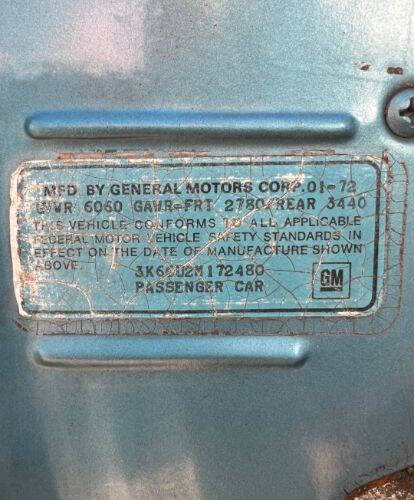 MFD BY GENERAL MOTORS CORP.01-72
GVWR 6060 GAWR-FRT 2780 REAR 3440
THIS VEHICLE CONFORMS TO ALL APPLICABLE
FEDERAL MOTOR VEHICLE SAFETY STANDARDS IN
EFFECT ON THE DATE OF MANUFACTURE SHOWN
ABOVE.
3K66U2M172480
PASSENGER CAR
GM